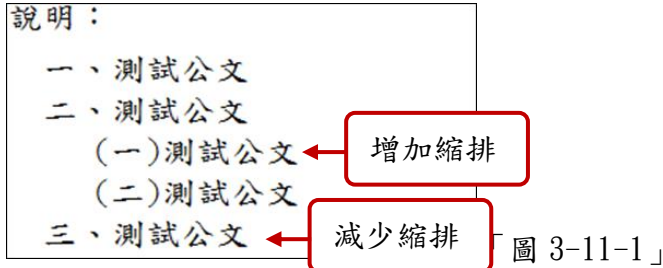 說明：
一、測試公文
二、測試公文
(一)測試公文 增加縮排
(二)測試公文
三、測試公文 減少縮排 「圖 3-11-1」